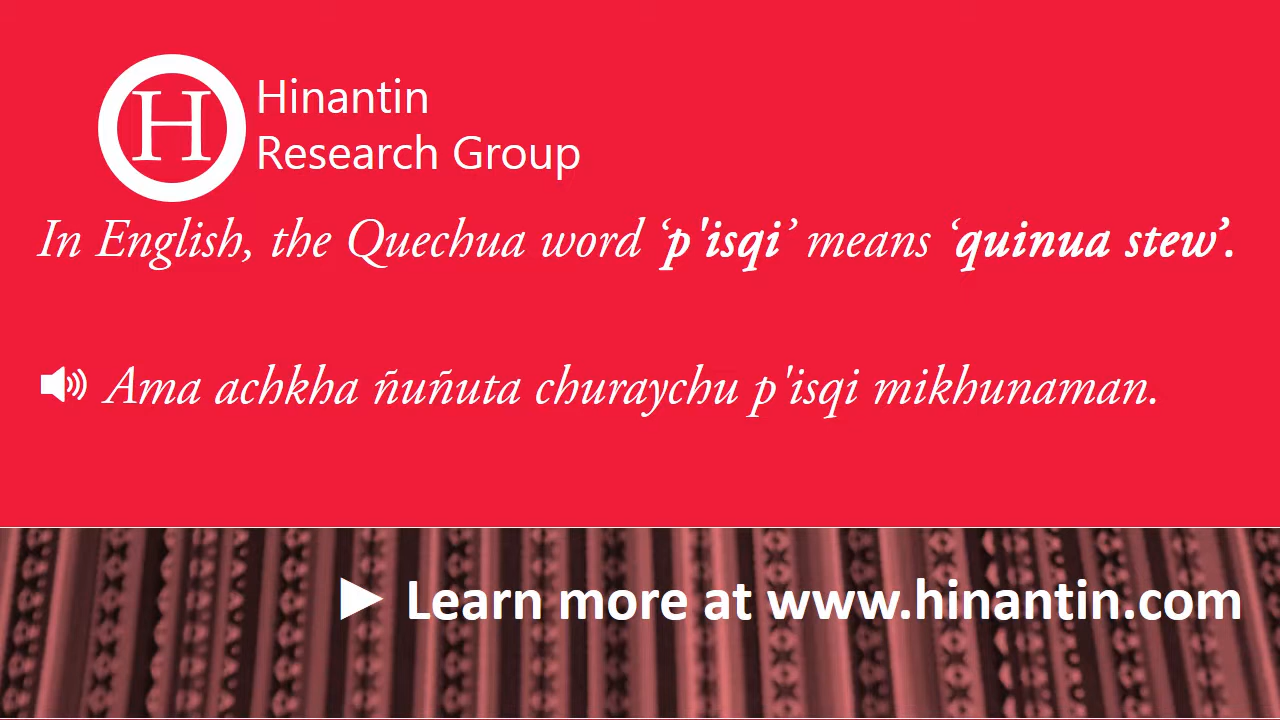 H
Hinantin
Research Group
In English, the Quechua word ‘p'isqi’ means ‘quinua stew’.
Ama achkha ñuñuta churaychu p'isqi mikhunaman.
Learn more at www.hinantin.com